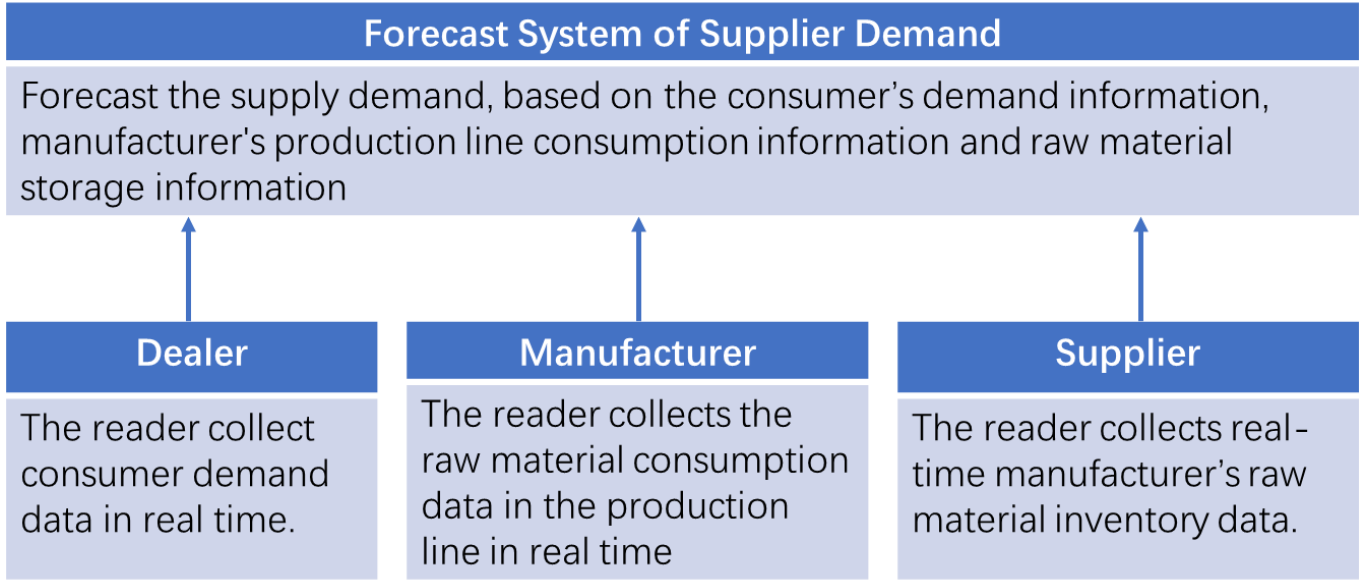 Forecast System of Supplier Demand
Forecast the supply demand, based on the consumer’s demand information,
manufacturer's production line consumption information and raw material
storage information
Dealer
The reader collect
consumer demand
data in real time.
Manufacturer
The reader collects the
raw material consumption
data in the production
line in real time
Supplier
The reader collects real-
time manufacturer’s raw
material inventory data.